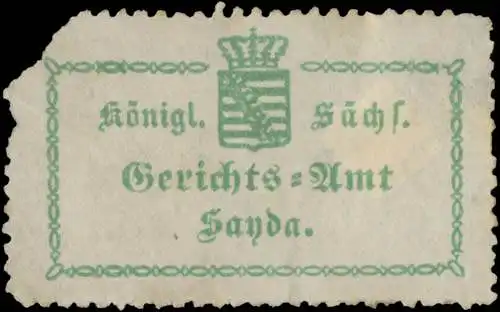 Königl. Sächs.
Gerichts=Amt
Sayda.